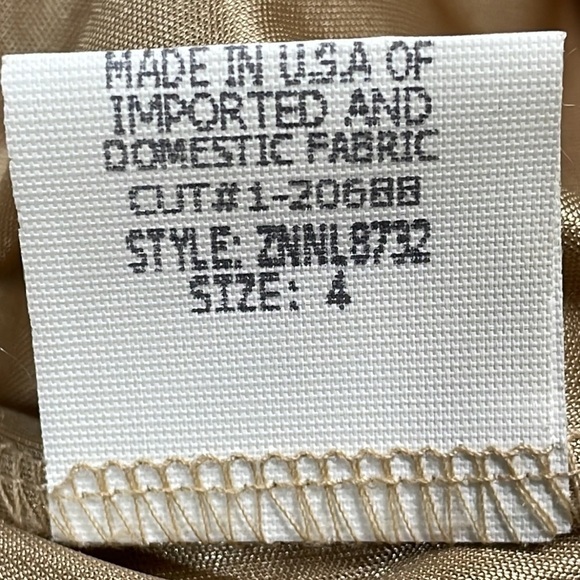 MADE IN U.S.A OF
IMPORTED AND
DOMESTIC FABRIC
CUT#1-20688
STYLE: ZNNL8732
SIZE: 4